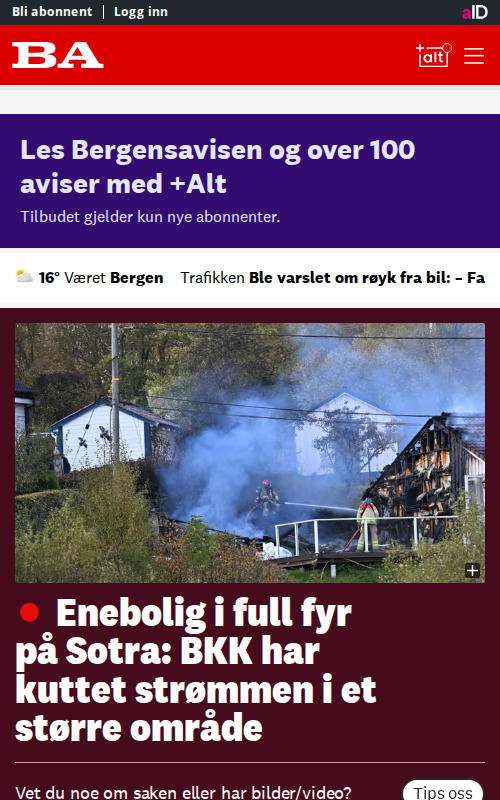 Bli abonnent | Logg inn
aID
BA
+alt
Les Bergensavisen og over 100
aviser med +Alt
Tilbudet gjelder kun nye abonnenter.
16° Været Bergen Trafikken Ble varslet om røyk fra bil: – Fa
Enebolig i full fyr
på Sotra: BKK har
kuttet strømmen i et
større område
Vet du noe om saken eller har bilder/video? Tips oss